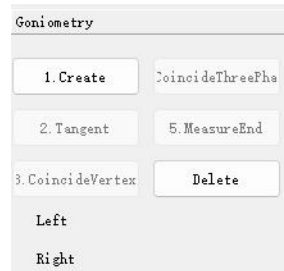 Goniometry
1.Create
CoincideThreePha
2.Tangent
5.MeasureEnd
3.CoincideVertex
Delete
Left
Right